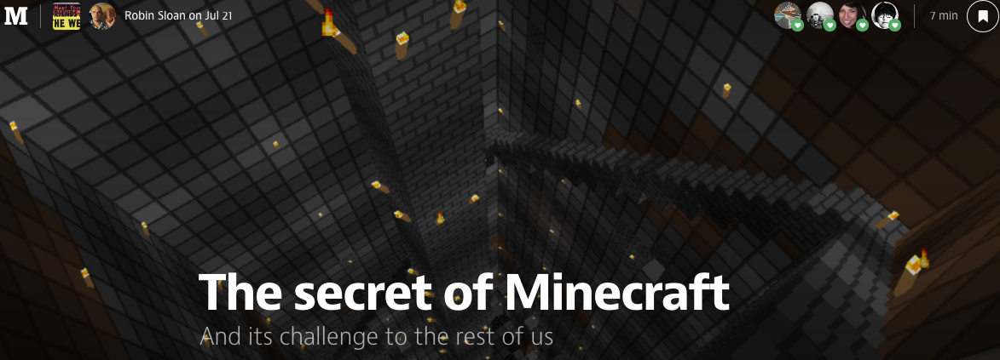 M
Robin Sloan on Jul 21
7 min
The secret of Minecraft
And its challenge to the rest of us